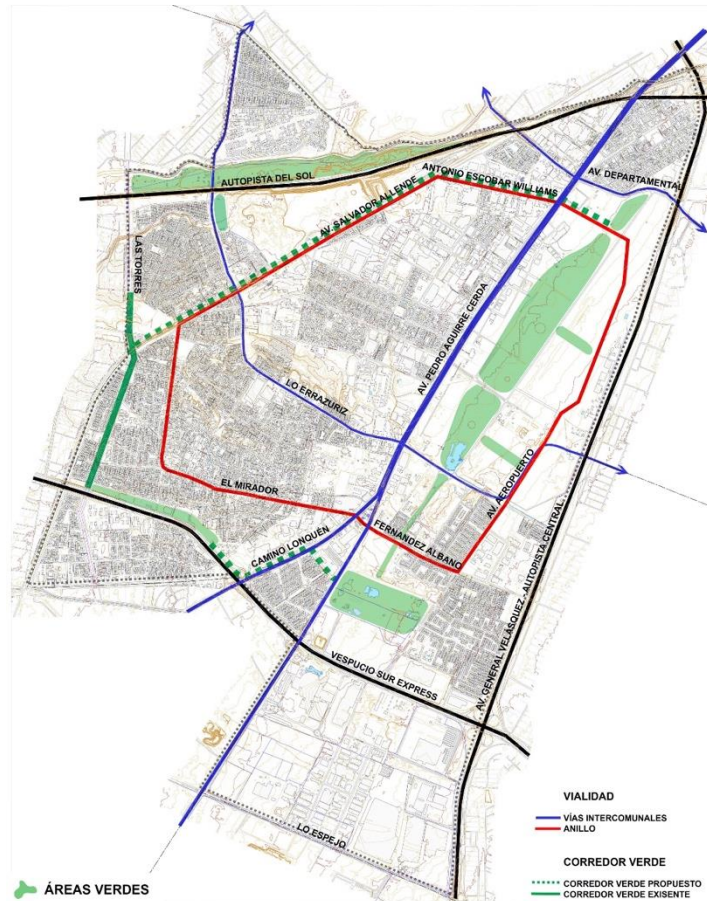 AV. DEPARTAMENTAL
ANTONIO ESCOBAR WILLIAMS
AUTOPISTA DEL SOL
AV. SALVADOR ALLENDE
LAS TORRES
AV. PEDRO AGUIRRE CERDA
LO ERRAZURIZ
EL MIRADOR
AV. AEROPUERTO
FERNANDEZ ALBANO
CAMINO LONQUÉN
AV. GENERAL VELÁSQUEZ - AUTOPISTA CENTRAL
VESPUCIO SUR EXPRESS
LO ESPEJO
VIALIDAD
VÍAS INTERCOMUNALES
ANILLO
CORREDOR VERDE
CORREDOR VERDE PROPUESTO
CORREDOR VERDE EXISENTE
ÁREAS VERDES